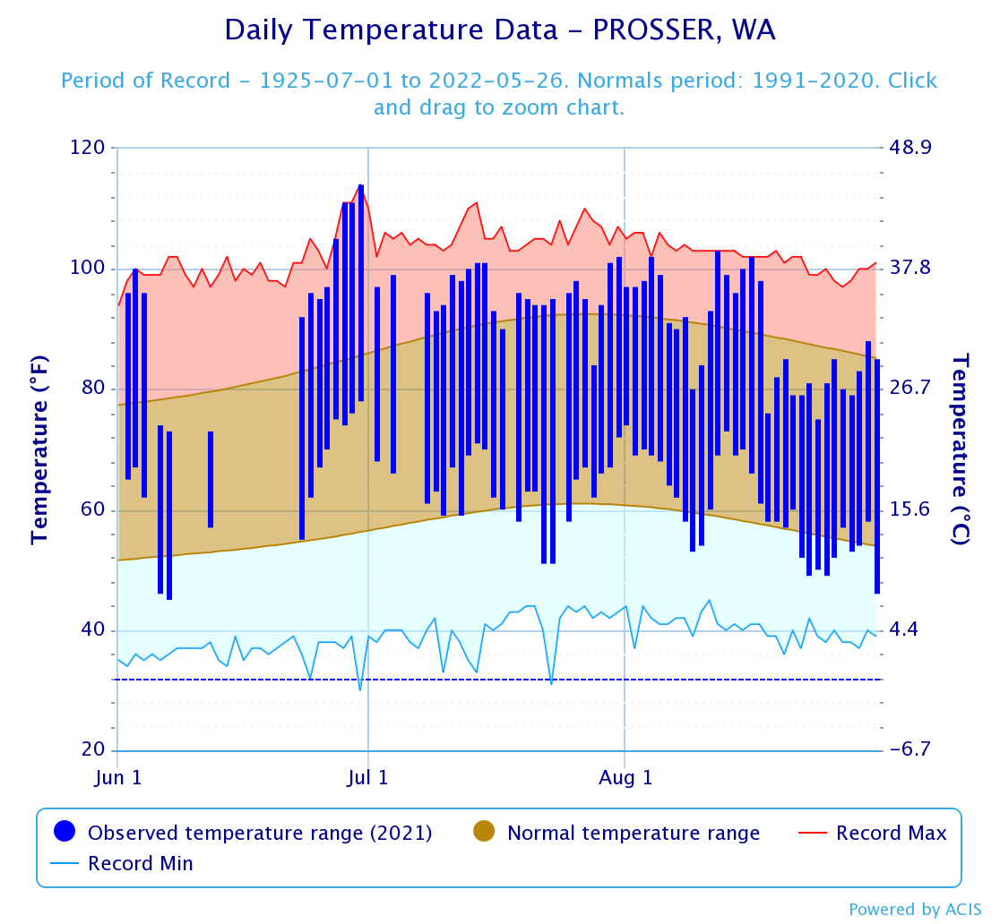 Daily Temperature Data – PROSSER, WA
Period of Record – 1925–07–01 to 2022–05–26. Normals period: 1991–2020. Click
and drag to zoom chart.
120
100
80
60
40
20
48.9
37.8
26.7
15.6
4.4
–6.7
Temperature (°F)
Temperature (°C)
Jun 1
Jul 1
Aug 1
Observed temperature range (2021)
Normal temperature range
Record Max
Record Min
Powered by ACIS